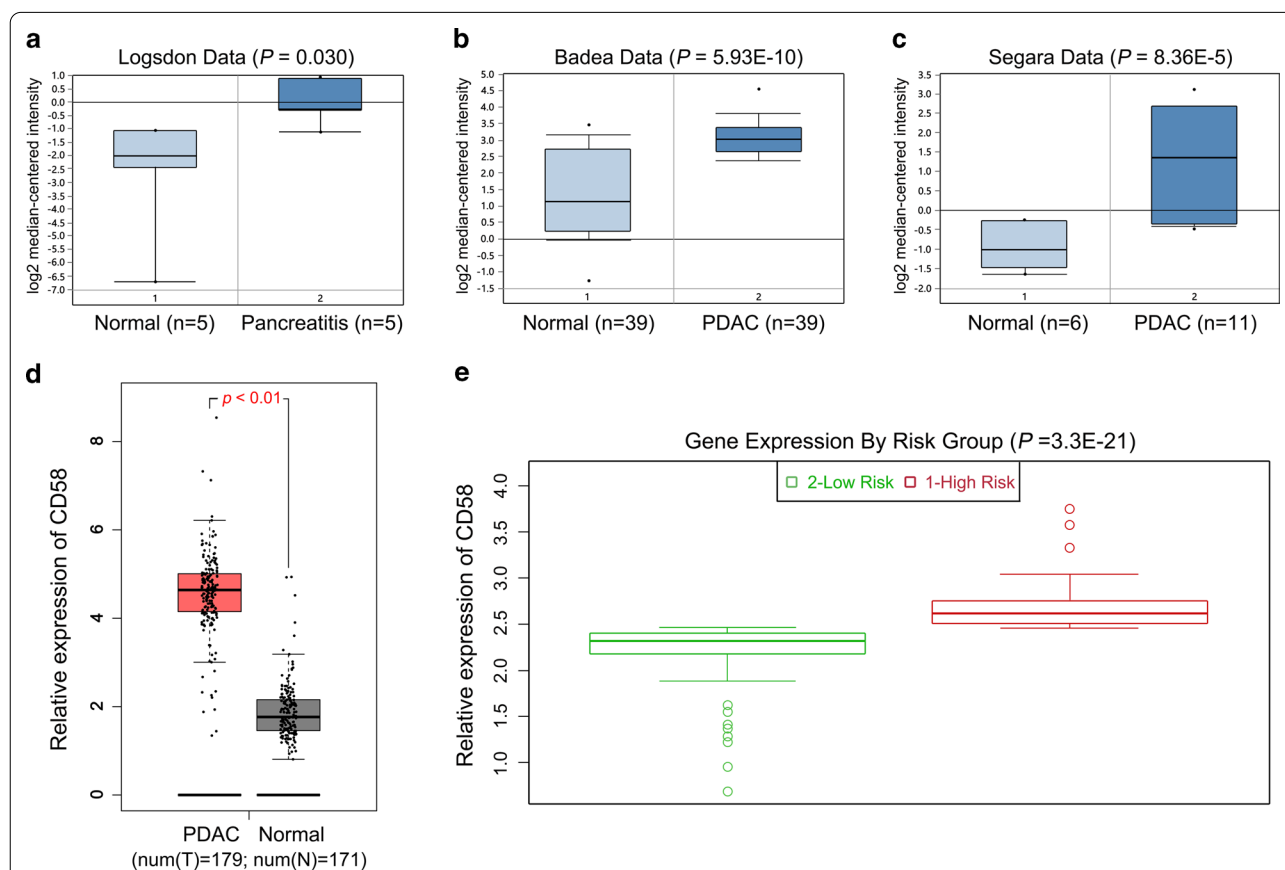 a
Logsdon Data (P = 0.030)
log2 median-centered intensity
1.0
0.5
0.0
-0.5
-1.0
-1.5
-2.0
-2.5
-3.0
-3.5
-4.0
-4.5
-5.0
-5.5
-6.0
-6.5
-7.0
1 2
Normal (n=5) Pancreatitis (n=5)
b
Badea Data (P = 5.93E-10)
log2 median-centered intensity
5.0
4.5
4.0
3.5
3.0
2.5
2.0
1.5
1.0
0.5
0.0
-0.5
-1.0
-1.5
1 2
Normal (n=39) PDAC (n=39)
c
Segara Data (P = 8.36E-5)
log2 median-centered intensity
3.5
3.0
2.5
2.0
1.5
1.0
0.5
0.0
-0.5
-1.0
-1.5
-2.0
1 2
Normal (n=6) PDAC (n=11)
d
Relative expression of CD58
p < 0.01
8
6
4
2
0
PDAC Normal
(num(T)=179; num(N)=171)
e
Gene Expression By Risk Group (P =3.3E-21)
Relative expression of CD58
2-Low Risk 1-High Risk
4.0
3.5
3.0
2.5
2.0
1.5
1.0